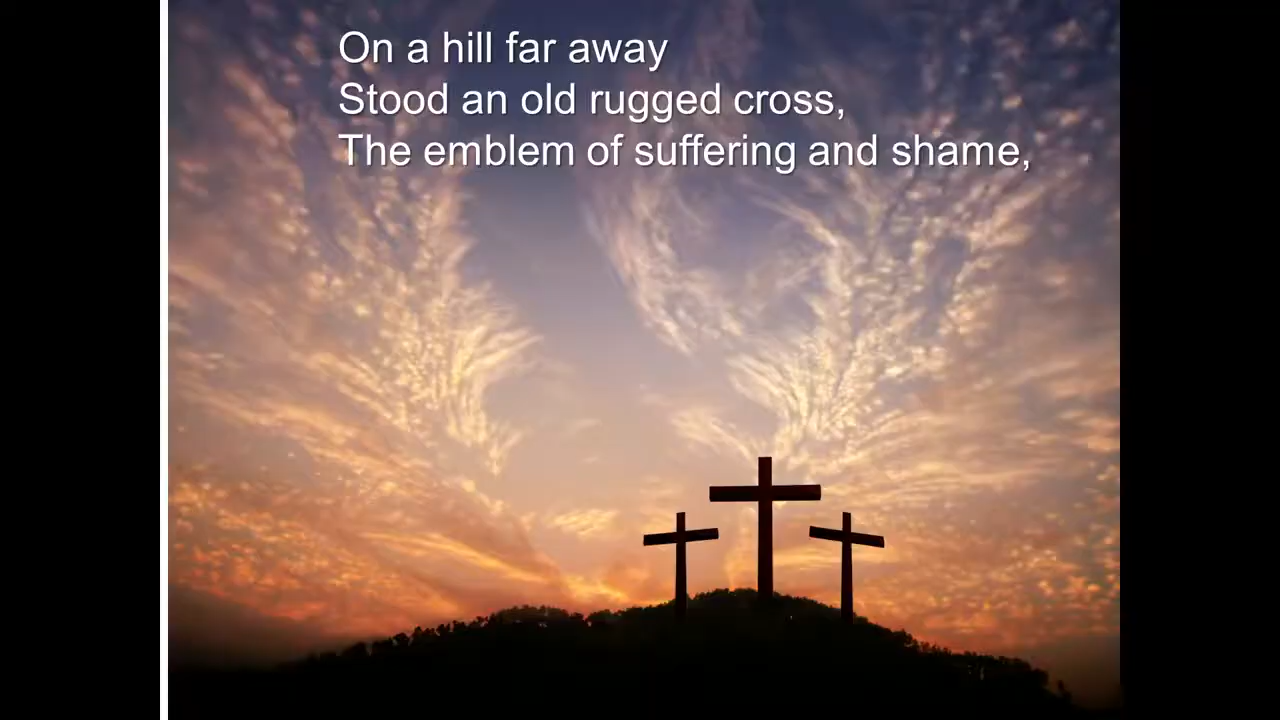 On a hill far away
Stood an old rugged cross,
The emblem of suffering and shame,